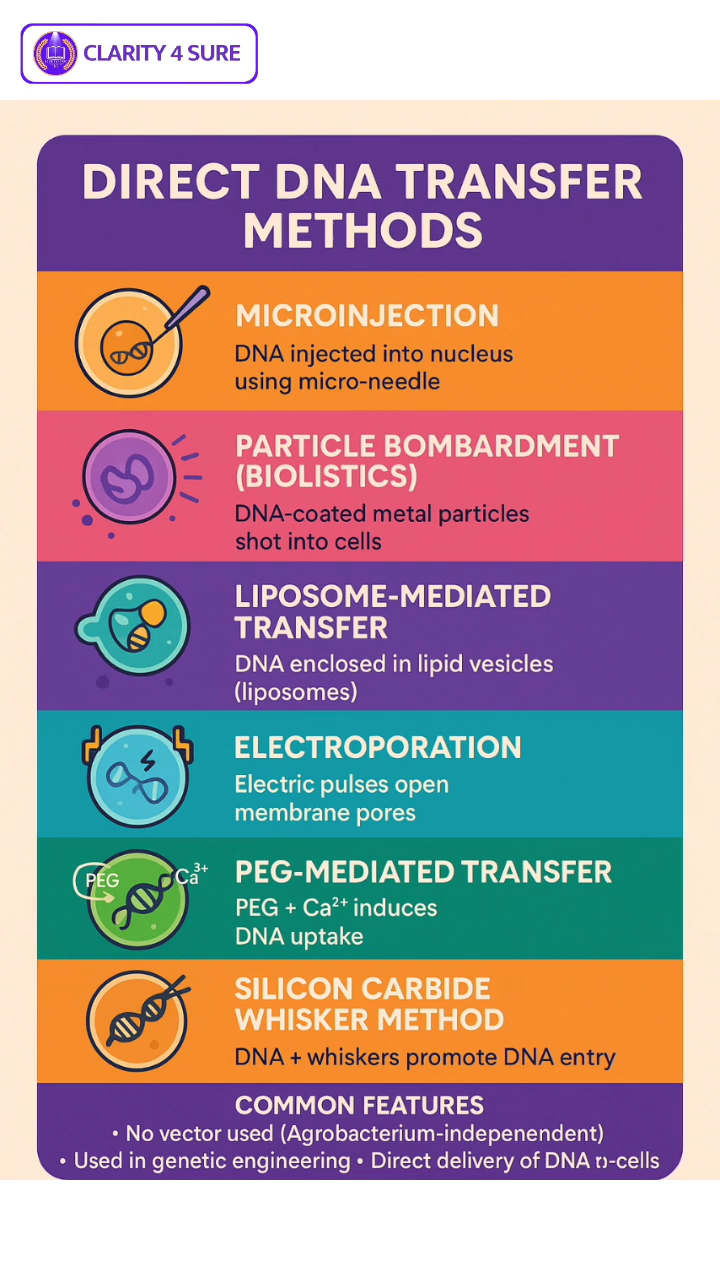 CLARITY 4 SURE
DIRECT DNA TRANSFER
METHODS
MICROINJECTION
DNA injected into nucleus
using micro-needle
PARTICLE BOMBARDMENT
(BIOLISTICS)
DNA-coated metal particles
shot into cells
LIPOSOME-MEDIATED
TRANSFER
DNA enclosed in lipid vesicles
(liposomes)
ELECTROPORATION
Electric pulses open
membrane pores
PEG
Ca³⁺
PEG-MEDIATED TRANSFER
PEG + Ca²⁺ induces
DNA uptake
SILICON CARBIDE
WHISKER METHOD
DNA + whiskers promote DNA entry
COMMON FEATURES
• No vector used (Agrobacterium-indepenendent)
• Used in genetic engineering • Direct delivery of DNA -cells